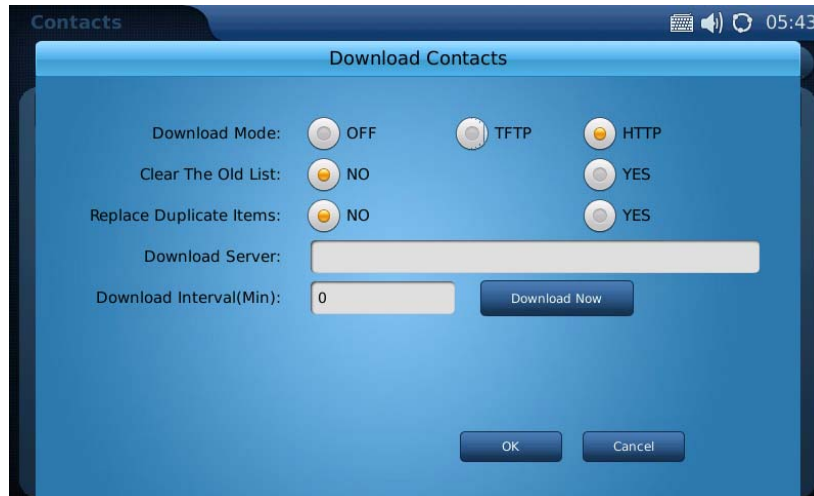 Contacts 05:43
Download Contacts
Download Mode: OFF TFTP HTTP
Clear The Old List: NO YES
Replace Duplicate Items: NO YES
Download Server:
Download Interval(Min): 0 Download Now
OK Cancel